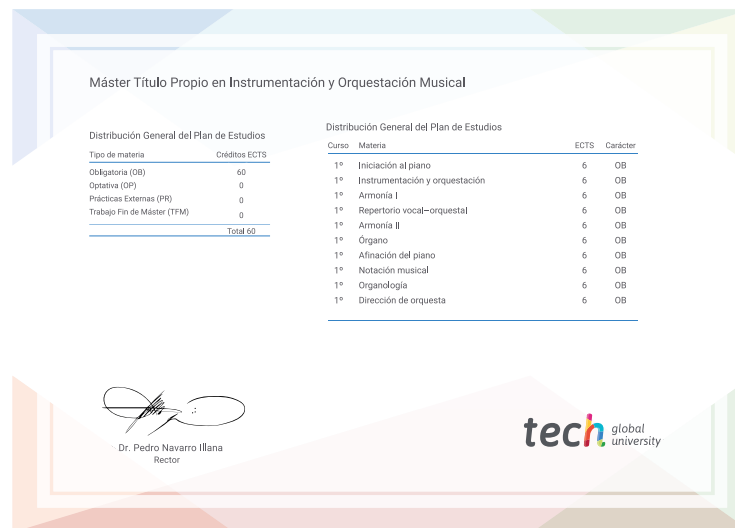 Máster Título Propio en Instrumentación y Orquestación Musical
Distribución General del Plan de Estudios
Tipo de materia Créditos ECTS
Obligatoria (OB) 60
Optativa (OP) 0
Prácticas Externas (PR) 0
Trabajo Fin de Máster (TFM) 0
Total 60
Distribución General del Plan de Estudios
Curso Materia ECTS Carácter
1º Iniciación al piano 6 OB
1º Instrumentación y orquestación 6 OB
1º Armonía I 6 OB
1º Repertorio vocal–orquestal 6 OB
1º Armonía II 6 OB
1º Órgano 6 OB
1º Afinación del piano 6 OB
1º Notación musical 6 OB
1º Organología 6 OB
1º Dirección de orquesta 6 OB
Dr. Pedro Navarro Illana
Rector
tech global
university